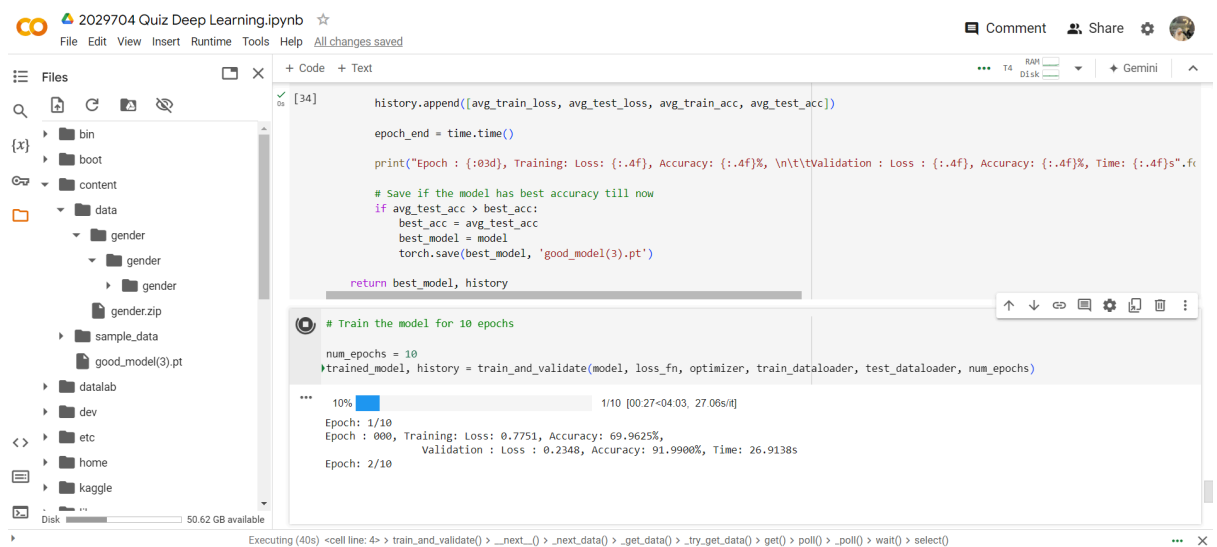 2029704 Quiz Deep Learning.ipynb
File Edit View Insert Runtime Tools Help All changes saved
Comment Share
Files
+ Code + Text
T4 RAM Disk Gemini
bin
boot
content
data
gender
gender
gender
gender.zip
sample_data
good_model(3).pt
datalab
dev
etc
home
kaggle
Disk 50.62 GB available
{x}
<>
0s
[34]
history.append([avg_train_loss, avg_test_loss, avg_train_acc, avg_test_acc])
epoch_end = time.time()
print("Epoch : {:03d}, Training: Loss: {:.4f}, Accuracy: {:.4f}%, \n\t\tValidation : Loss : {:.4f}, Accuracy: {:.4f}%, Time: {:.4f}s".fo
# Save if the model has best accuracy till now
if avg_test_acc > best_acc:
best_acc = avg_test_acc
best_model = model
torch.save(best_model, 'good_model(3).pt')
return best_model, history
# Train the model for 10 epochs
num_epochs = 10
trained_model, history = train_and_validate(model, loss_fn, optimizer, train_dataloader, test_dataloader, num_epochs)
10% 1/10 [00:27<04:03, 27.06s/it]
Epoch: 1/10
Epoch : 000, Training: Loss: 0.7751, Accuracy: 69.9625%,
Validation : Loss : 0.2348, Accuracy: 91.9900%, Time: 26.9138s
Epoch: 2/10
Executing (40s) <cell line: 4> > train_and_validate() > __next__() > _next_data() > _get_data() > _try_get_data() > get() > poll() > _poll() > wait() > select()